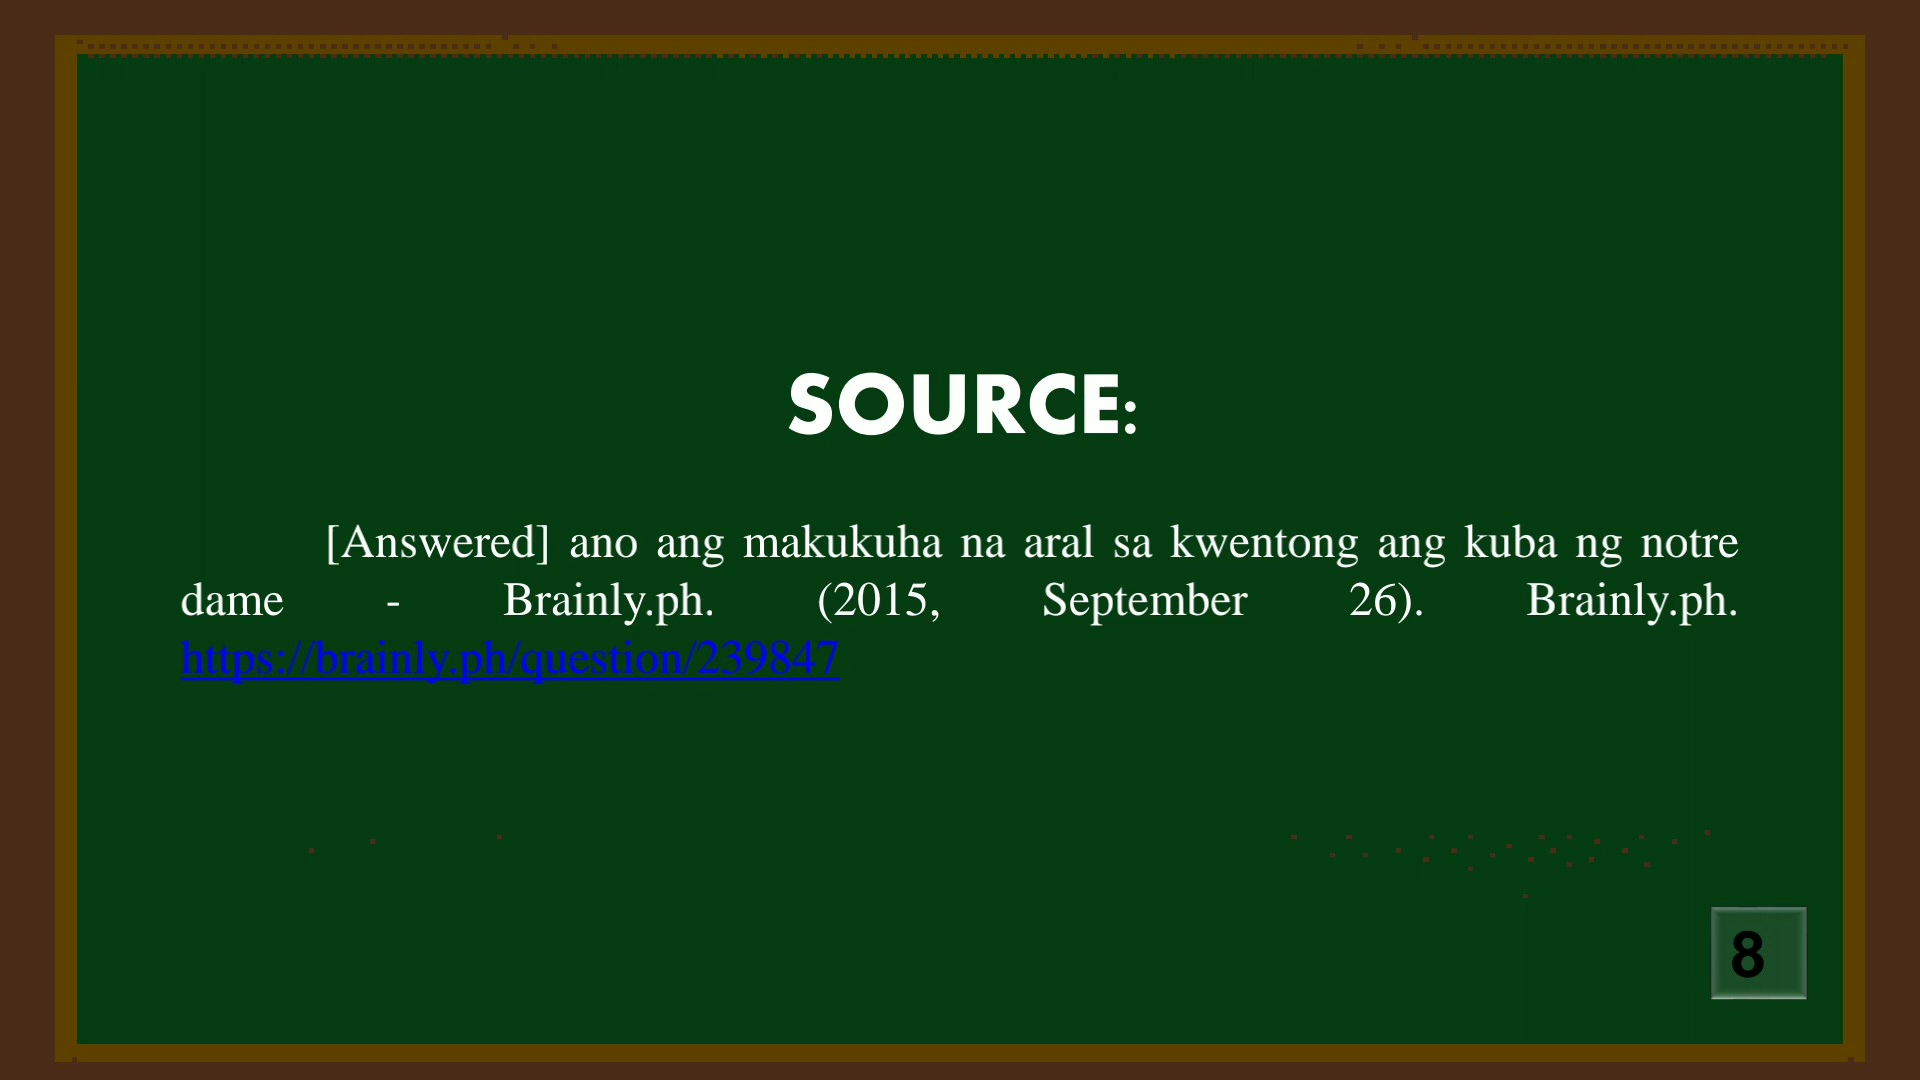 SOURCE:
[Answered] ano ang makukuha na aral sa kwentong ang kuba ng notre
dame - Brainly.ph. (2015, September 26). Brainly.ph.
https://brainly.ph/question/239847
8